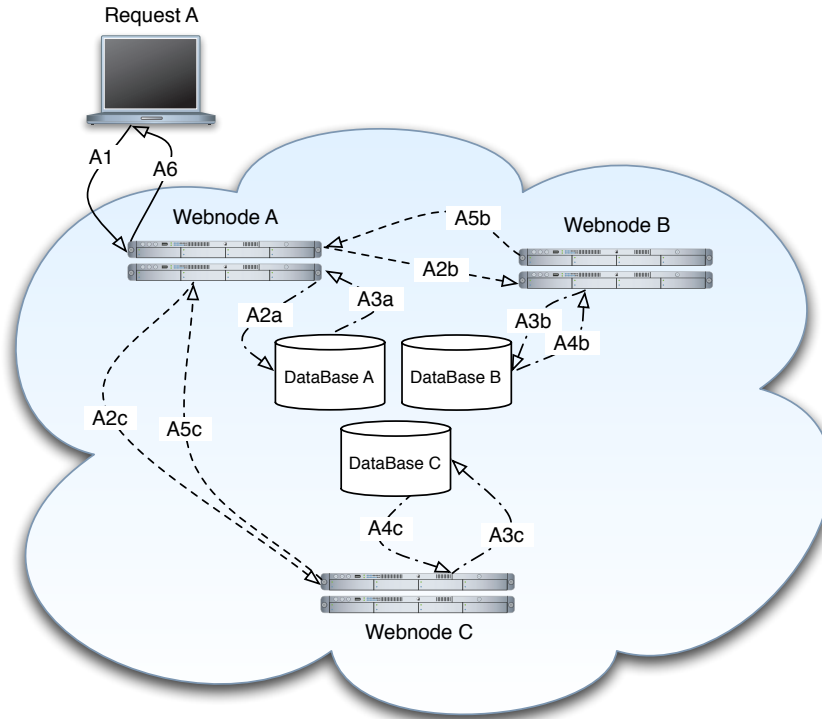 Request A
A1
A6
Webnode A
A5b
Webnode B
A2b
A2a
A3a
A3b
A4b
DataBase A
DataBase B
A2c
A5c
DataBase C
A4c
A3c
Webnode C